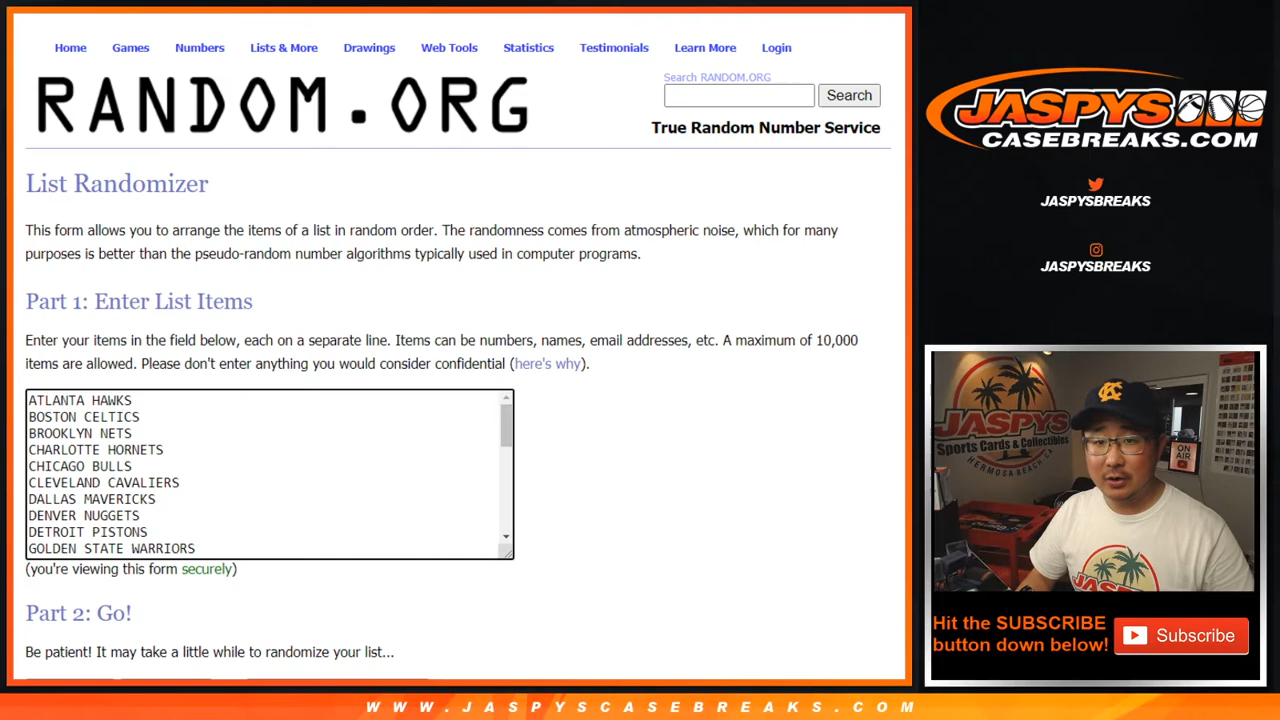 Home Games Numbers Lists & More Drawings Web Tools Statistics Testimonials Learn More Login
RANDOM.ORG
Search RANDOM.ORG
Search
True Random Number Service
List Randomizer
This form allows you to arrange the items of a list in random order. The randomness comes from atmospheric noise, which for many
purposes is better than the pseudo-random number algorithms typically used in computer programs.
Part 1: Enter List Items
Enter your items in the field below, each on a separate line. Items can be numbers, names, email addresses, etc. A maximum of 10,000
items are allowed. Please don't enter anything you would consider confidential (here's why).
ATLANTA HAWKS
BOSTON CELTICS
BROOKLYN NETS
CHARLOTTE HORNETS
CHICAGO BULLS
CLEVELAND CAVALIERS
DALLAS MAVERICKS
DENVER NUGGETS
DETROIT PISTONS
GOLDEN STATE WARRIORS
(you're viewing this form securely)
Part 2: Go!
Be patient! It may take a little while to randomize your list...
JASPYS
CASEBREAKS.COM
JASPYSBREAKS
JASPYSBREAKS
JASPYS
Sports Cards & Collectibles
HERMOSA BEACH
ON
AIR
Hit the SUBSCRIBE
button down below!
Subscribe
WWW.JASPYSCASEBREAKS.COM